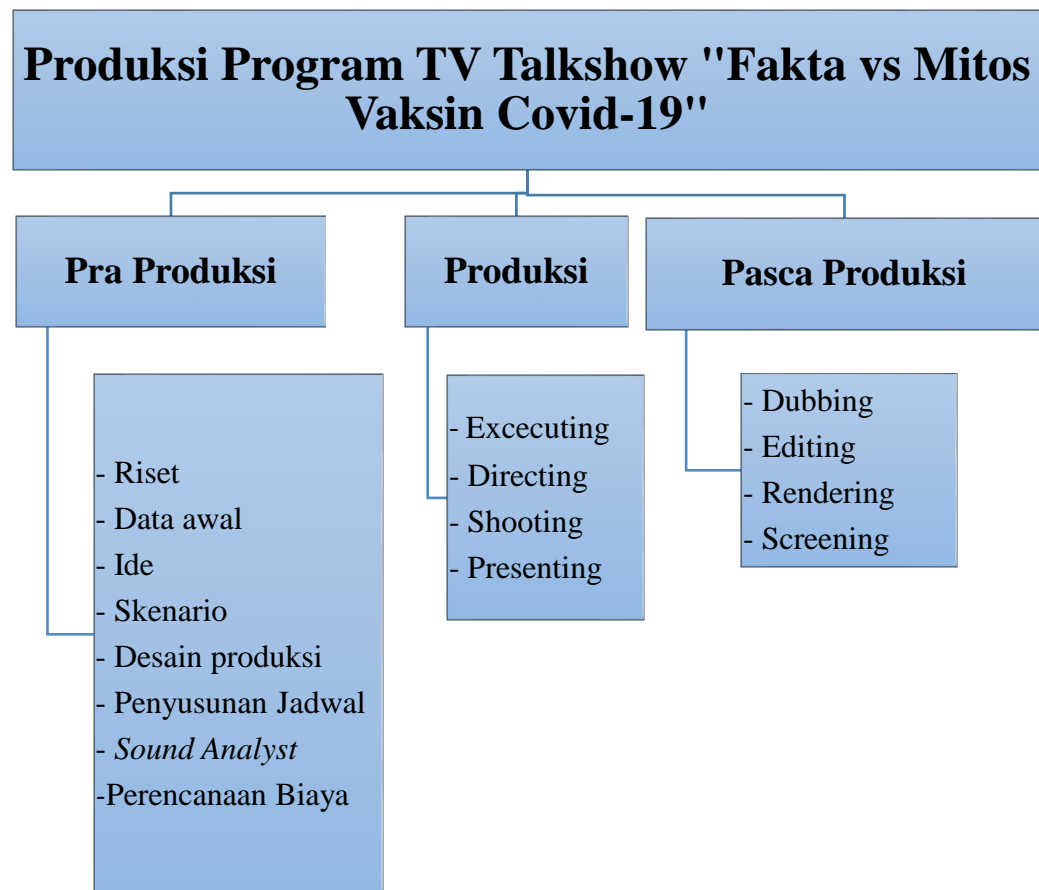 Produksi Program TV Talkshow "Fakta vs Mitos
Vaksin Covid-19"
Pra Produksi
Produksi
Pasca Produksi
- Riset
- Data awal
- Ide
- Skenario
- Desain produksi
- Penyusunan Jadwal
- Sound Analyst
-Perencanaan Biaya
- Excecuting
- Directing
- Shooting
- Presenting
- Dubbing
- Editing
- Rendering
- Screening